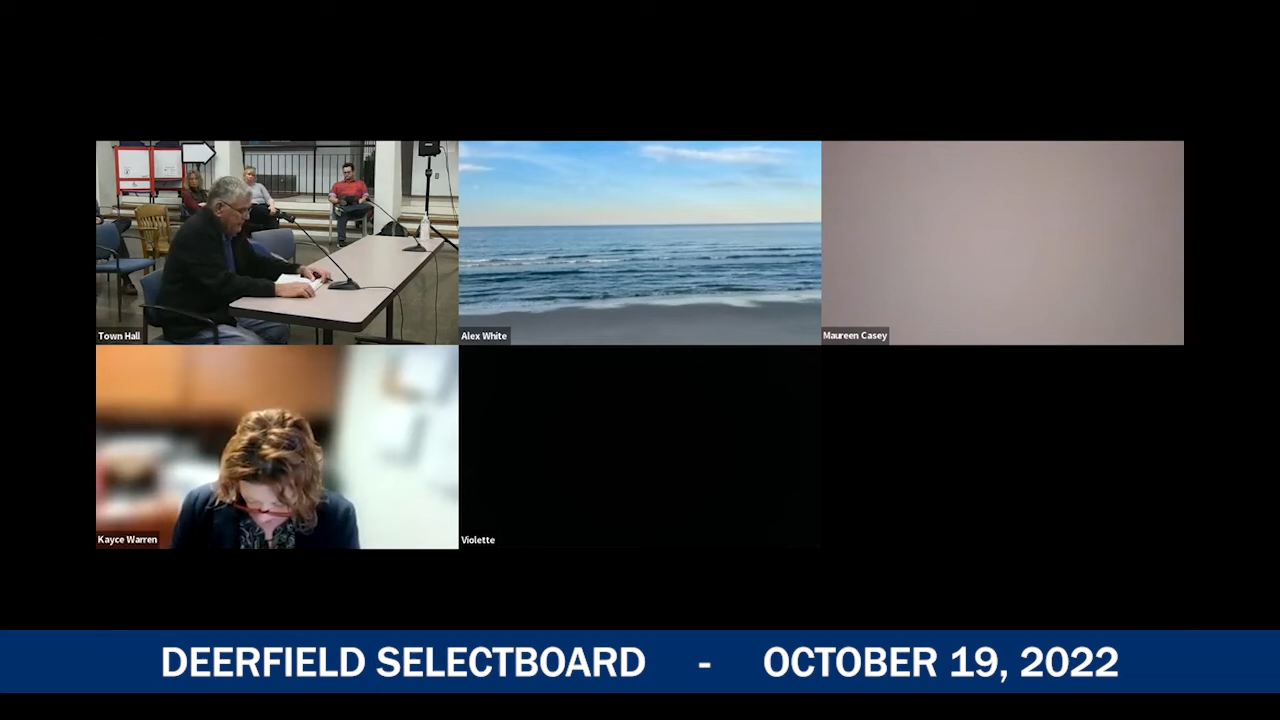 Town Hall
Alex White
Maureen Casey
Kayce Warren
Violette
DEERFIELD SELECTBOARD - OCTOBER 19, 2022